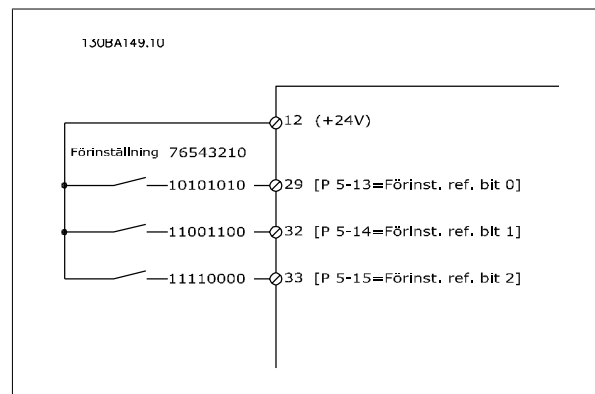 130BA149.10
12 (+24V)
Förinställning 76543210
10101010 29 [P 5-13=Förinst. ref. bit 0]
11001100 32 [P 5-14=Förinst. ref. bit 1]
11110000 33 [P 5-15=Förinst. ref. bit 2]